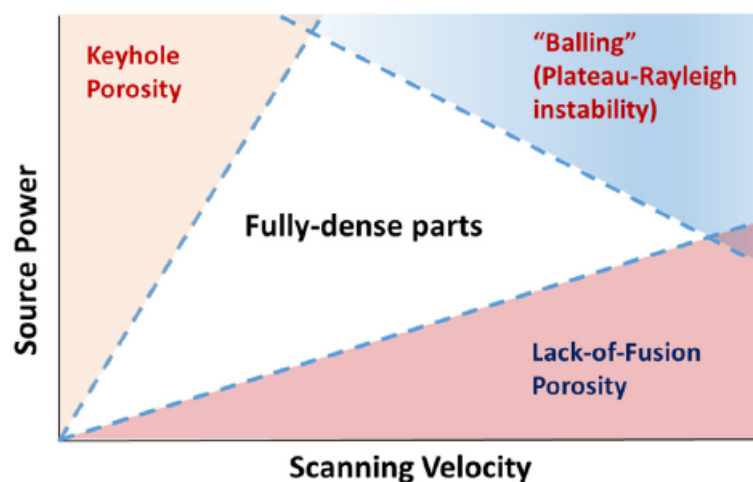 Keyhole
Porosity
“Balling”
(Plateau-Rayleigh
instability)
Fully-dense parts
Lack-of-Fusion
Porosity
Source Power
Scanning Velocity